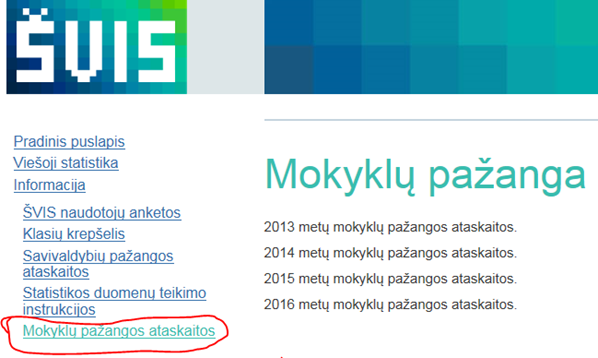 ŠVIS
Pradinis puslapis
Viešoji statistika
Informacija
ŠVIS naudotojų anketos
Klasių krepšelis
Savivaldybių pažangos
ataskaitos
Statistikos duomenų teikimo
instrukcijos
Mokyklų pažangos ataskaitos
Mokyklų pažanga
2013 metų mokyklų pažangos ataskaitos.
2014 metų mokyklų pažangos ataskaitos.
2015 metų mokyklų pažangos ataskaitos.
2016 metų mokyklų pažangos ataskaitos.